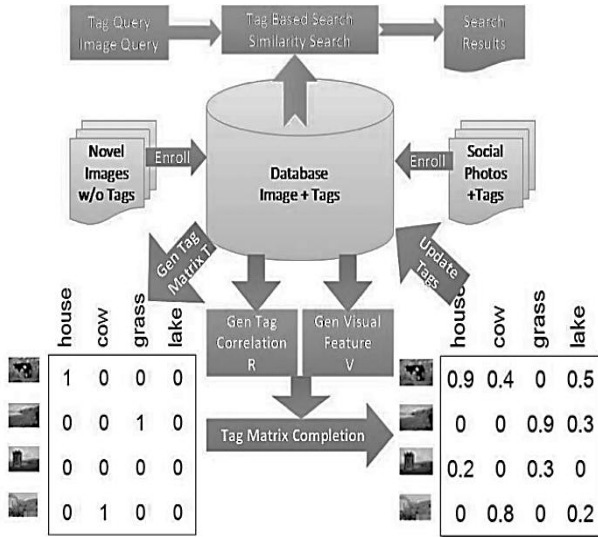 Tag Query
Image Query
Tag Based Search
Similarity Search
Search
Results
Novel
Images
w/o Tags
Enroll
Database
Image + Tags
Enroll
Social
Photos
+Tags
Gen Tag
Matrix T
Update
Tags
Gen Tag
Correlation
R
Gen Visual
Feature
V
Tag Matrix Completion
house cow grass lake
1 0 0 0
0 0 1 0
0 0 0 0
0 1 0 0
house cow grass lake
0.9 0.4 0 0.5
0 0 0.9 0.3
0.2 0 0.3 0
0 0.8 0 0.2